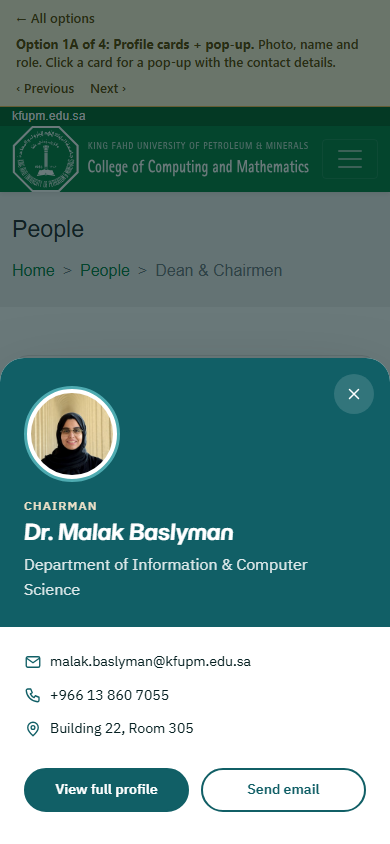 ← All options
Option 1A of 4: Profile cards + pop-up. Photo, name and
role. Click a card for a pop-up with the contact details.
‹ Previous Next ›
kfupm.edu.sa
KING FAHD UNIVERSITY OF PETROLEUM & MINERALS
College of Computing and Mathematics
People
Home > People > Dean & Chairmen
CHAIRMAN
Dr. Malak Baslyman
Department of Information & Computer
Science
malak.baslyman@kfupm.edu.sa
+966 13 860 7055
Building 22, Room 305
View full profile Send email